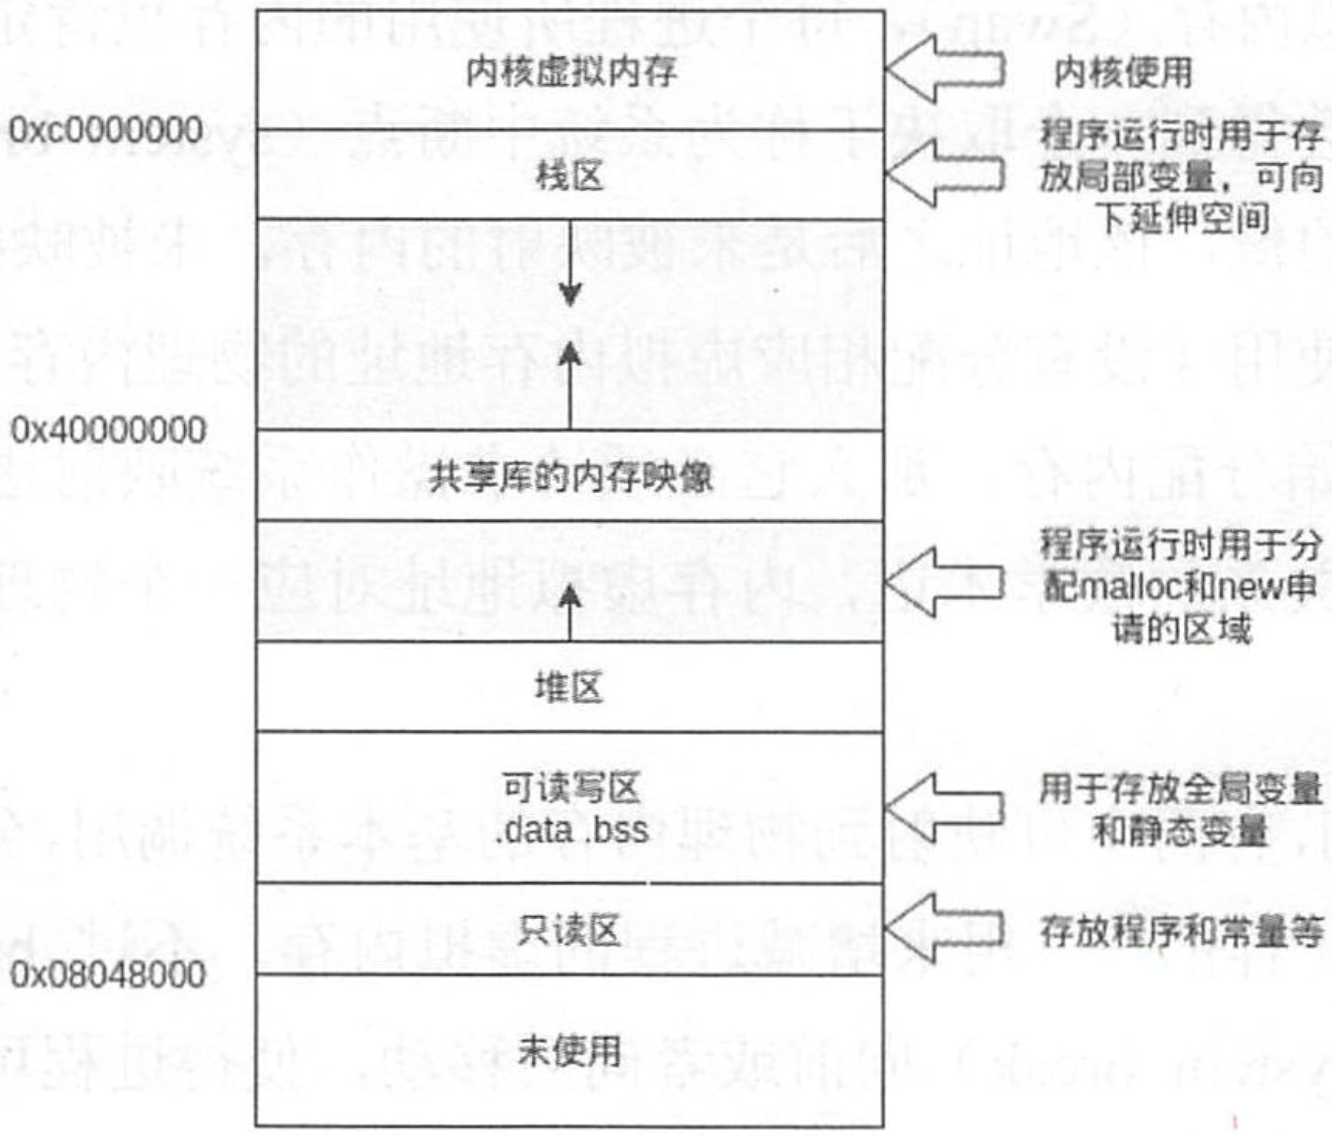 内核虚拟内存
内核使用
0xc0000000
栈区
程序运行时用于存
放局部变量，可向
下延伸空间
0x40000000
共享库的内存映像
程序运行时用于分
配malloc和new申
请的区域
堆区
可读写区
.data .bss
用于存放全局变量
和静态变量
只读区
存放程序和常量等
0x08048000
未使用